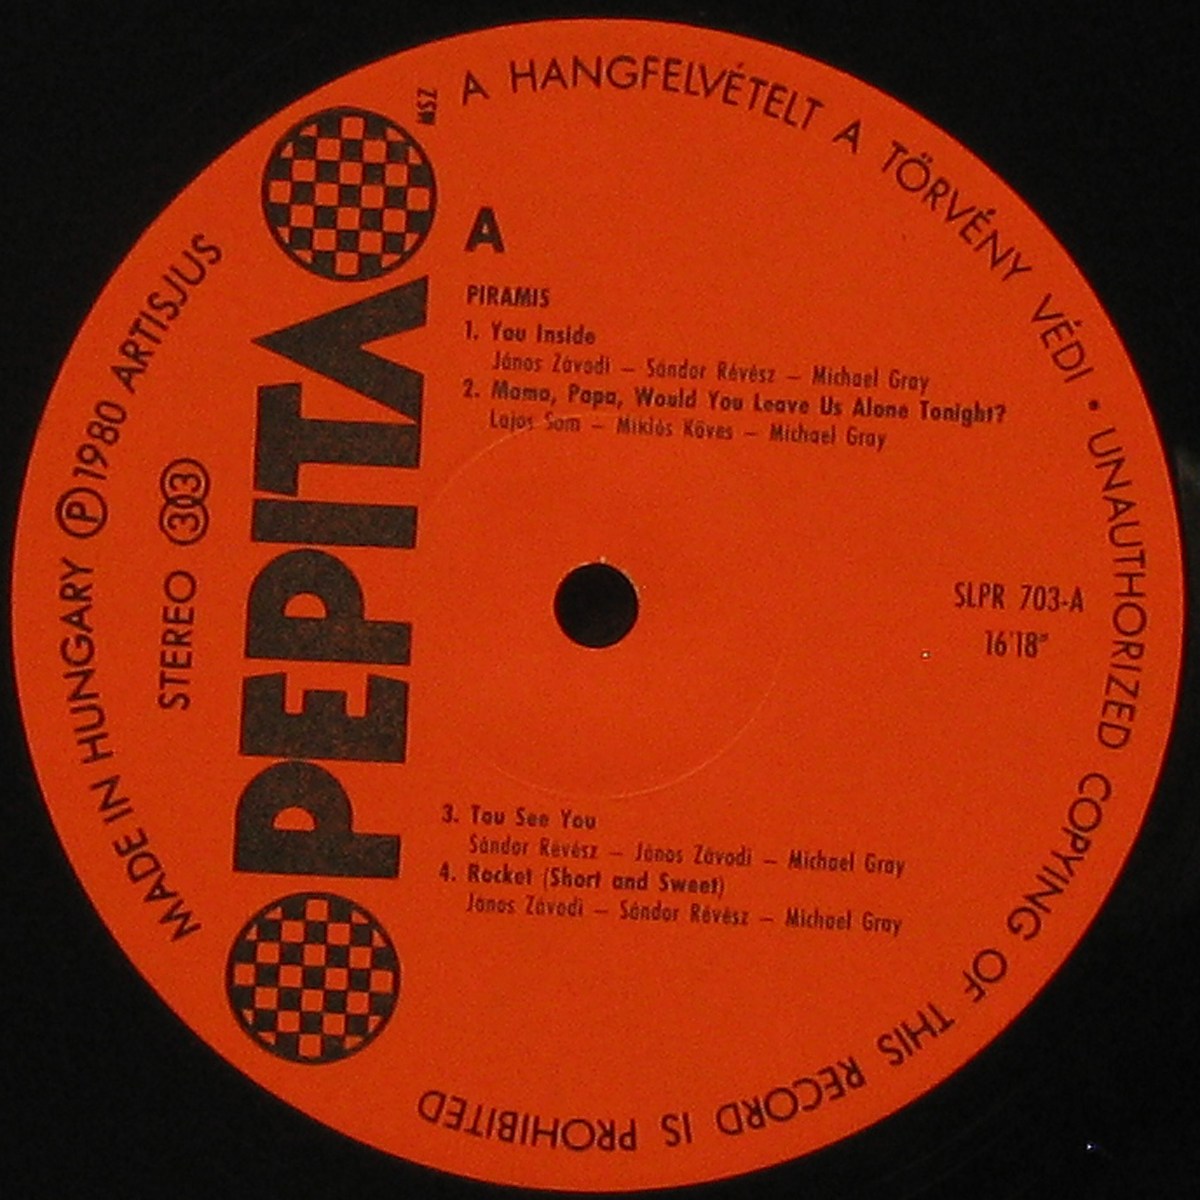 A HANGFELVÉTELT A TÖRVÉNY VÉDI • UNAUTHORIZED COPYING OF THIS RECORD IS PROHIBITED
MADE IN HUNGARY Ⓟ 1980 ARTISJUS
STEREO 303
PEPITA
MSZ
A
PIRAMIS
1. You Inside
János Závodi – Sándor Révész – Michael Gray
2. Mama, Papa, Would You Leave Us Alone Tonight?
Lajos Som – Miklós Köves – Michael Gray
SLPR 703-A
16'18"
3. Tou See You
Sándor Révész – János Závodi – Michael Gray
4. Rocket (Short and Sweet)
János Závodi – Sándor Révész – Michael Gray